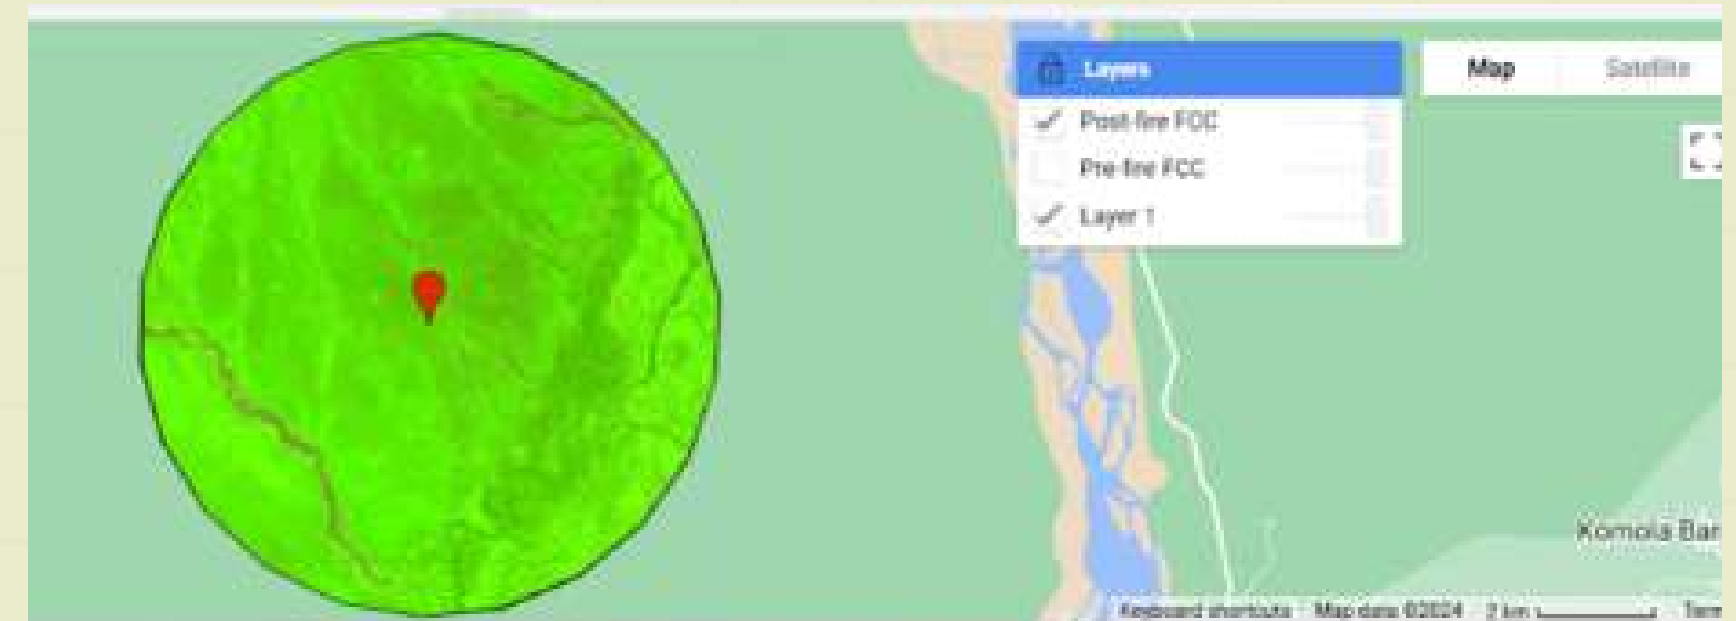 Layers
Map Satellite
Post-fire FCC
Pre-fire FCC
Layer 1
Komola Bar
Keyboard shortcuts Map data ©2024 2 km Term